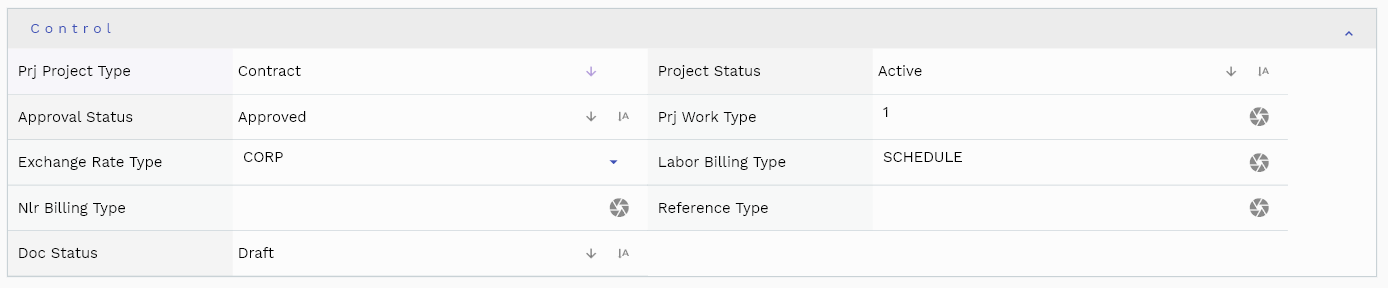 Control
Prj Project Type Contract Project Status Active
Approval Status Approved Prj Work Type 1
Exchange Rate Type CORP Labor Billing Type SCHEDULE
Nlr Billing Type Reference Type
Doc Status Draft